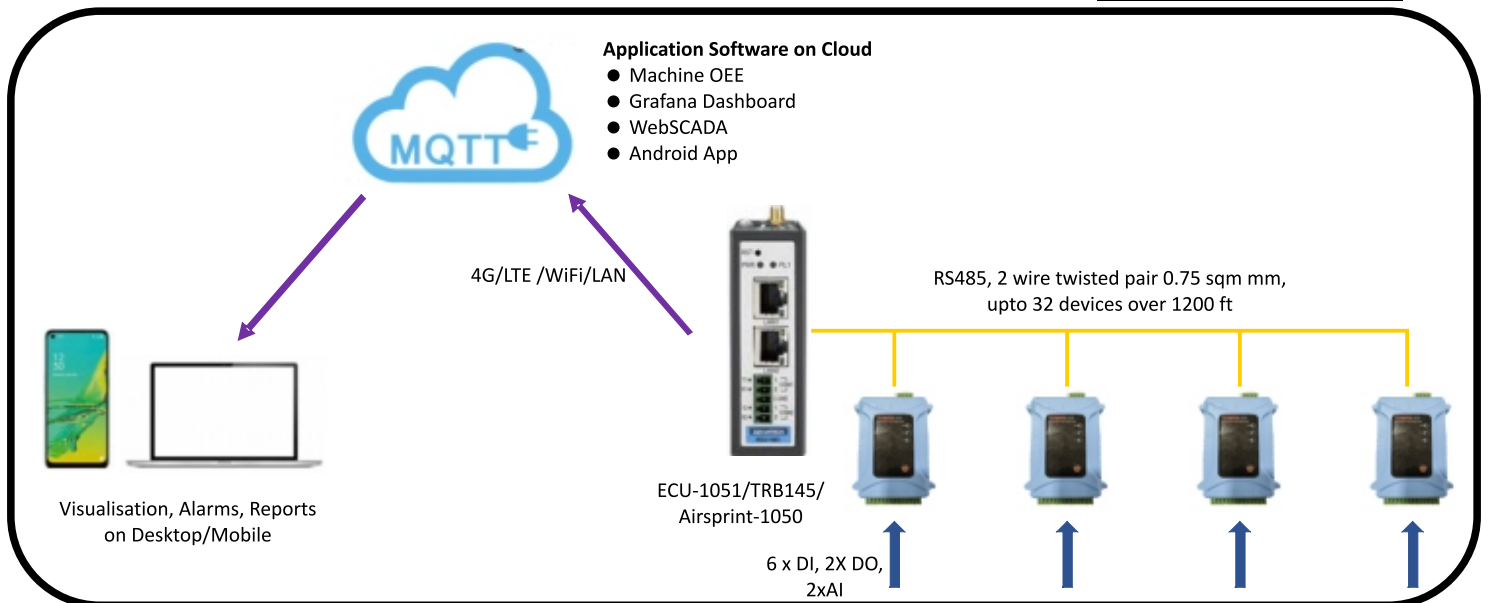 Application Software on Cloud
● Machine OEE
● Grafana Dashboard
● WebSCADA
● Android App
MQTT
4G/LTE /WiFi/LAN
RS485, 2 wire twisted pair 0.75 sqm mm,
upto 32 devices over 1200 ft
12
50
Visualisation, Alarms, Reports
on Desktop/Mobile
ECU-1051/TRB145/
Airsprint-1050
6 x DI, 2X DO,
2xAI